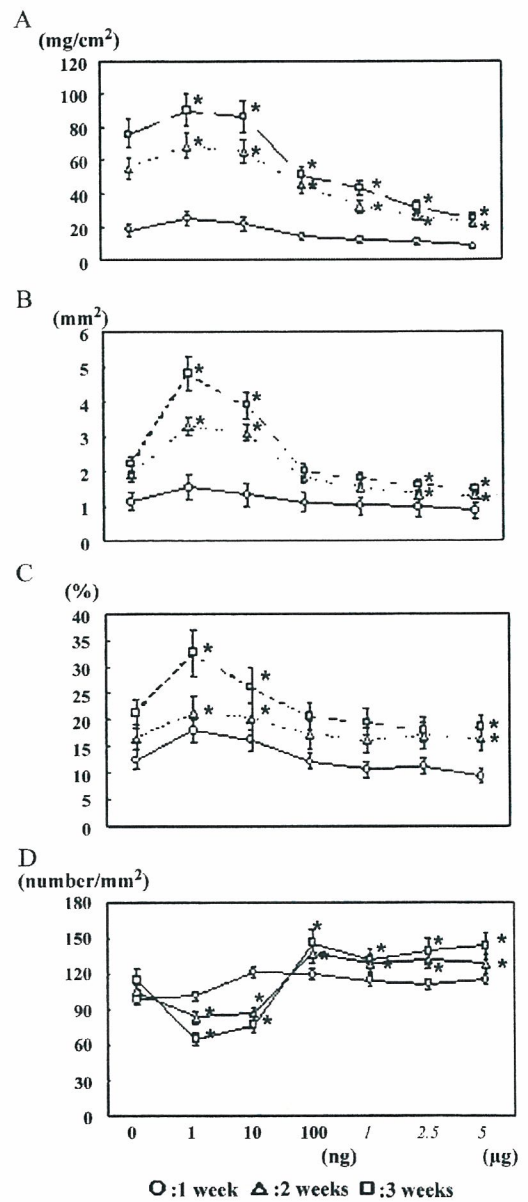 A
(mg/cm²)
120
100
80
60
40
20
0
* * * * * *
* * * * * *
B
(mm²)
6
5
4
3
2
1
0
* * * *
* * * *
C
(%)
40
35
30
25
20
15
10
5
0
* * *
* * *
D
(number/mm²)
180
150
120
90
60
30
0
* * * * * *
* * * * * *
0 1 10 100 1 2.5 5
(ng) (µg)
O :1 week △ :2 weeks □ :3 weeks